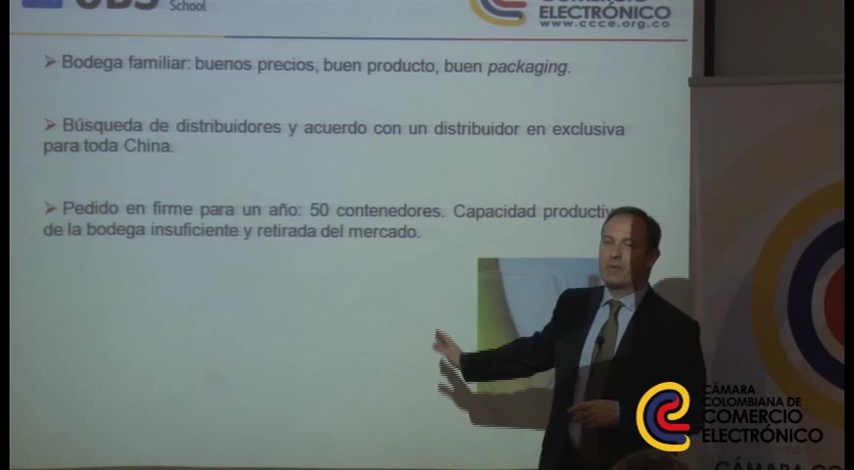 School
ELECTRÓNICO
www.ccce.org.co
➢ Bodega familiar: buenos precios, buen producto, buen packaging.
➢ Búsqueda de distribuidores y acuerdo con un distribuidor en exclusiva
para toda China.
➢ Pedido en firme para un año: 50 contenedores. Capacidad productiv
de la bodega insuficiente y retirada del mercado.
CÁMARA
COLOMBIANA DE
COMERCIO
ELECTRÓNICO